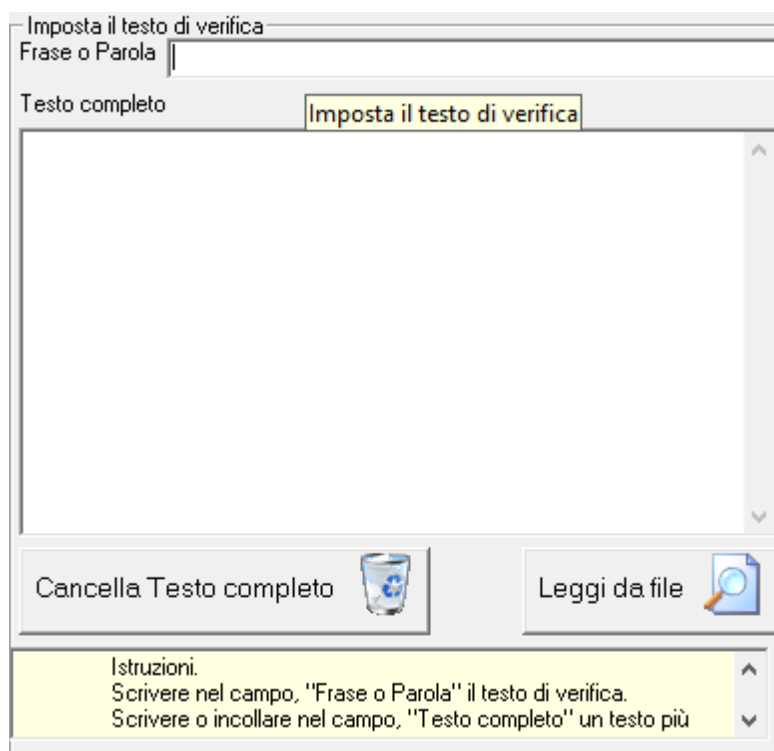 Imposta il testo di verifica
Frase o Parola
Testo completo
Imposta il testo di verifica
Cancella Testo completo
Leggi da file
Istruzioni.
Scrivere nel campo, "Frase o Parola" il testo di verifica.
Scrivere o incollare nel campo, "Testo completo" un testo più